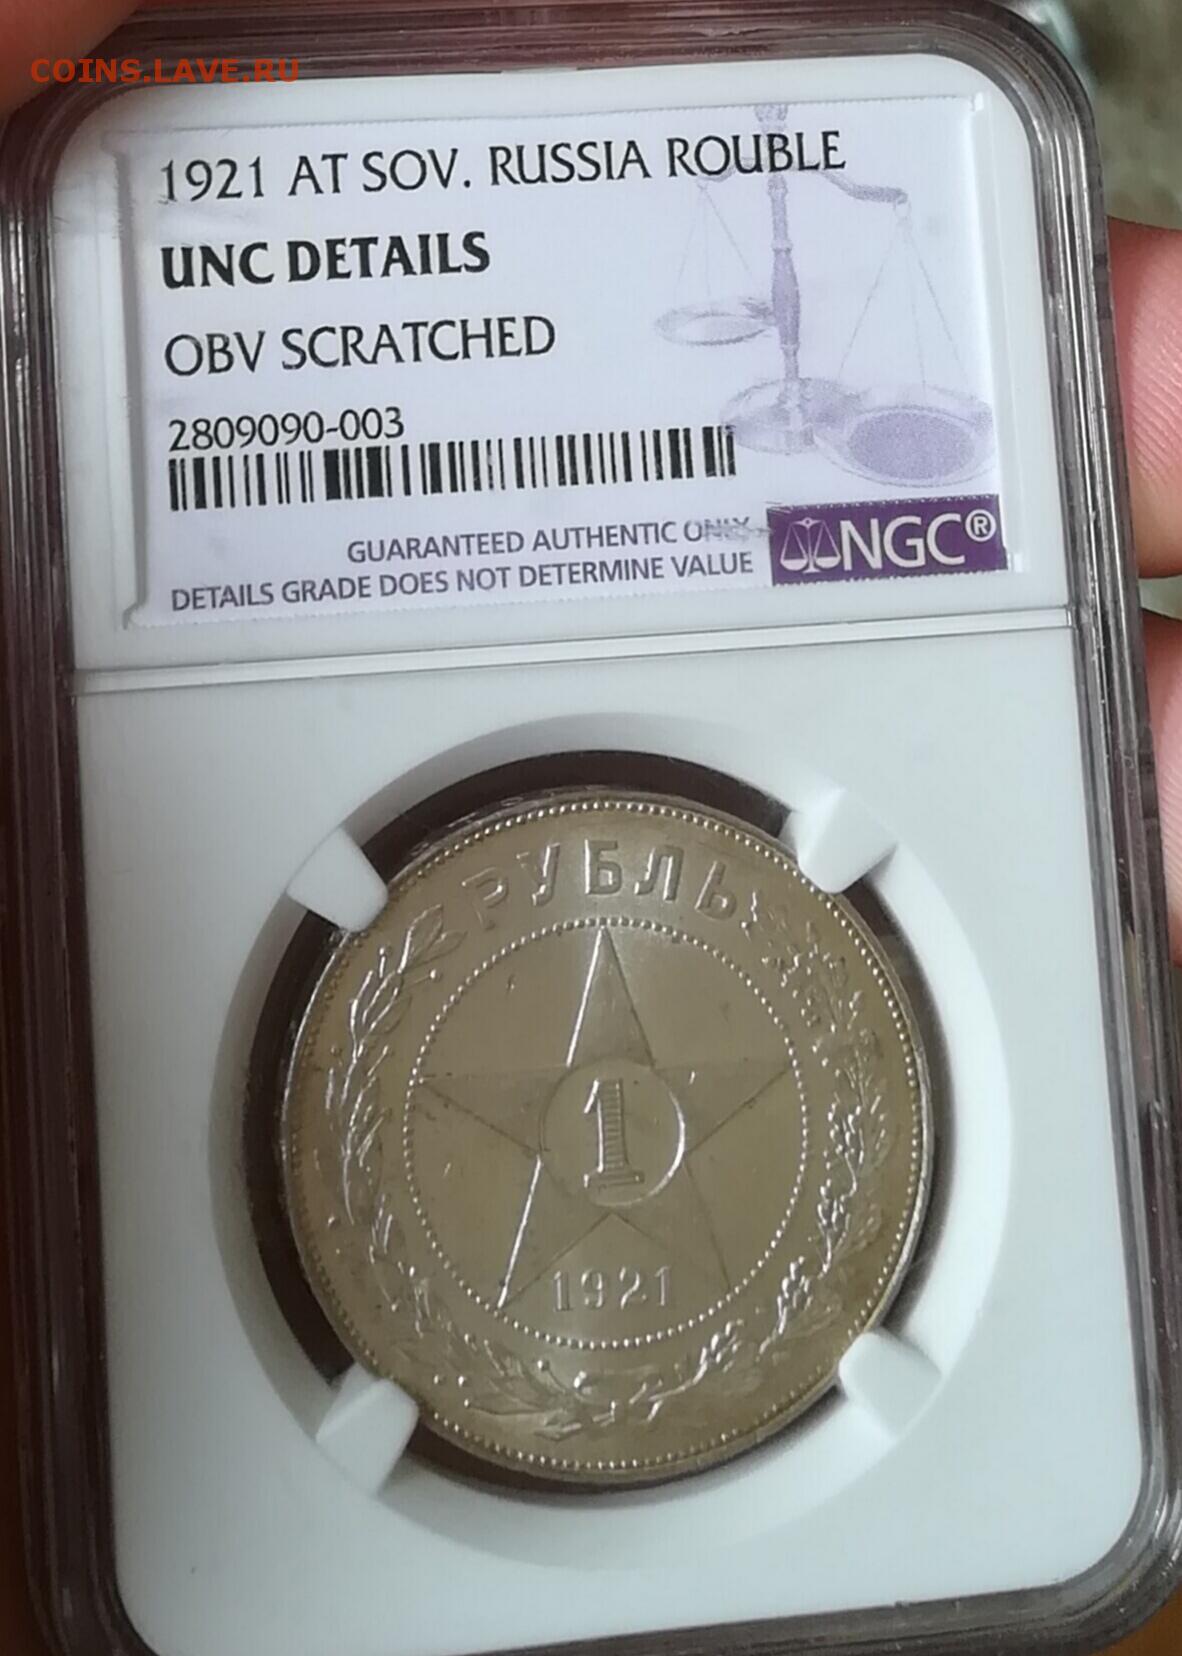 COINS.LAVE.RU
1921 AT SOV. RUSSIA ROUBLE
UNC DETAILS
OBV SCRATCHED
2809090-003
GUARANTEED AUTHENTIC ONLY
DETAILS GRADE DOES NOT DETERMINE VALUE
NGC®
РУБЛЬ
1
1921